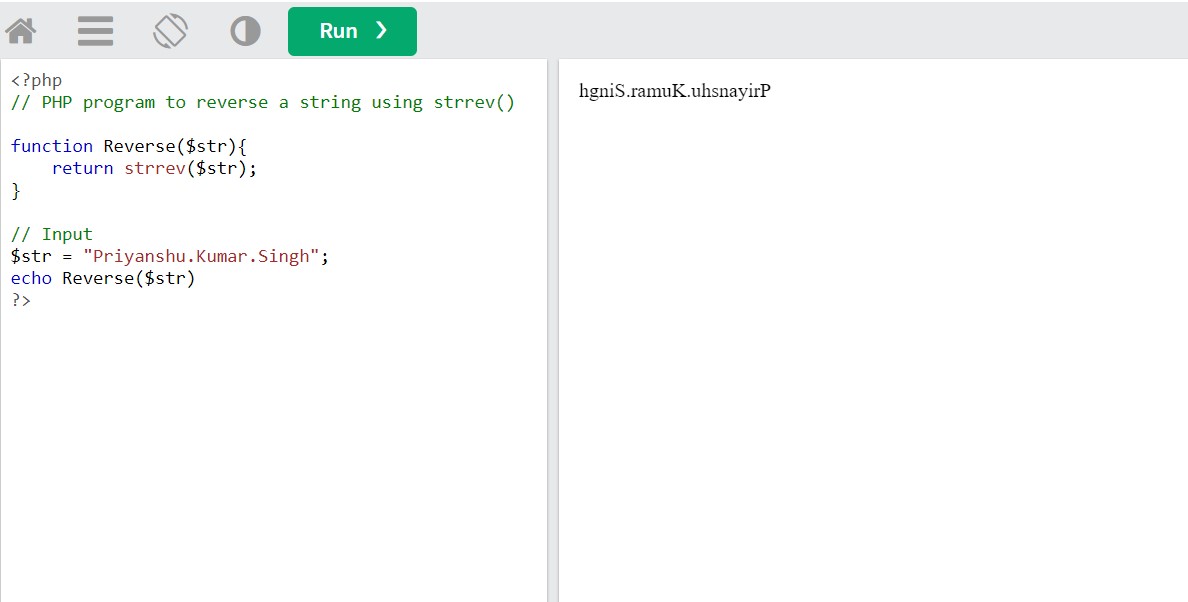 Run ❯
<?php
// PHP program to reverse a string using strrev()
function Reverse($str){
    return strrev($str);
}
// Input
$str = "Priyanshu.Kumar.Singh";
echo Reverse($str)
?>
hgniS.ramuK.uhsnayirP